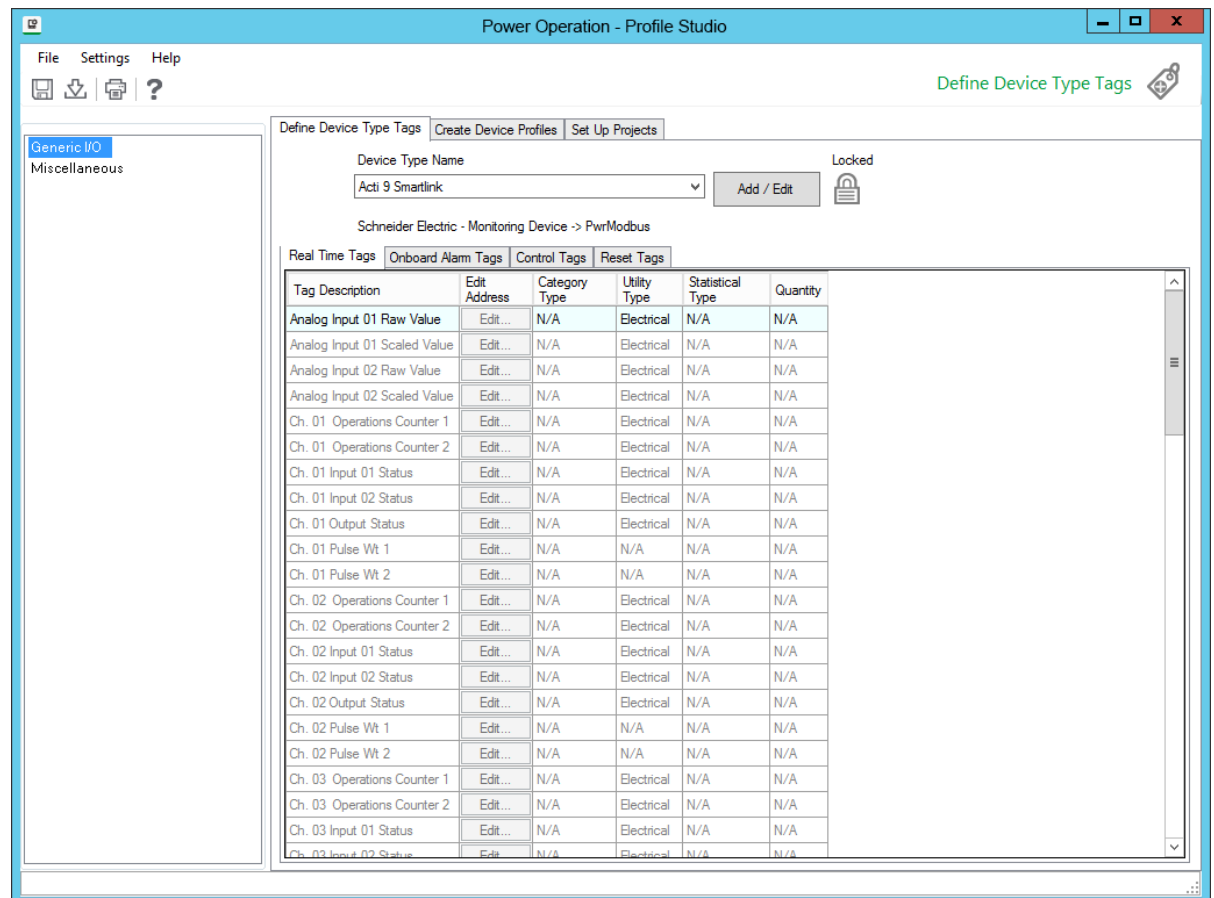 Power Operation - Profile Studio
File Settings Help
Define Device Type Tags
Generic I/O
Miscellaneous
Define Device Type Tags Create Device Profiles Set Up Projects
Device Type Name Locked
Acti 9 Smartlink Add / Edit
Schneider Electric - Monitoring Device -> PwrModbus
Real Time Tags Onboard Alarm Tags Control Tags Reset Tags
Tag Description Edit Address Category Type Utility Type Statistical Type Quantity
Analog Input 01 Raw Value Edit... N/A Electrical N/A N/A
Analog Input 01 Scaled Value Edit... N/A Electrical N/A N/A
Analog Input 02 Raw Value Edit... N/A Electrical N/A N/A
Analog Input 02 Scaled Value Edit... N/A Electrical N/A N/A
Ch. 01 Operations Counter 1 Edit... N/A Electrical N/A N/A
Ch. 01 Operations Counter 2 Edit... N/A Electrical N/A N/A
Ch. 01 Input 01 Status Edit... N/A Electrical N/A N/A
Ch. 01 Input 02 Status Edit... N/A Electrical N/A N/A
Ch. 01 Output Status Edit... N/A Electrical N/A N/A
Ch. 01 Pulse Wt 1 Edit... N/A N/A N/A N/A
Ch. 01 Pulse Wt 2 Edit... N/A N/A N/A N/A
Ch. 02 Operations Counter 1 Edit... N/A Electrical N/A N/A
Ch. 02 Operations Counter 2 Edit... N/A Electrical N/A N/A
Ch. 02 Input 01 Status Edit... N/A Electrical N/A N/A
Ch. 02 Input 02 Status Edit... N/A Electrical N/A N/A
Ch. 02 Output Status Edit... N/A Electrical N/A N/A
Ch. 02 Pulse Wt 1 Edit... N/A N/A N/A N/A
Ch. 02 Pulse Wt 2 Edit... N/A N/A N/A N/A
Ch. 03 Operations Counter 1 Edit... N/A Electrical N/A N/A
Ch. 03 Operations Counter 2 Edit... N/A Electrical N/A N/A
Ch. 03 Input 01 Status Edit... N/A Electrical N/A N/A
Ch. 03 Input 02 Status Edit... N/A Electrical N/A N/A